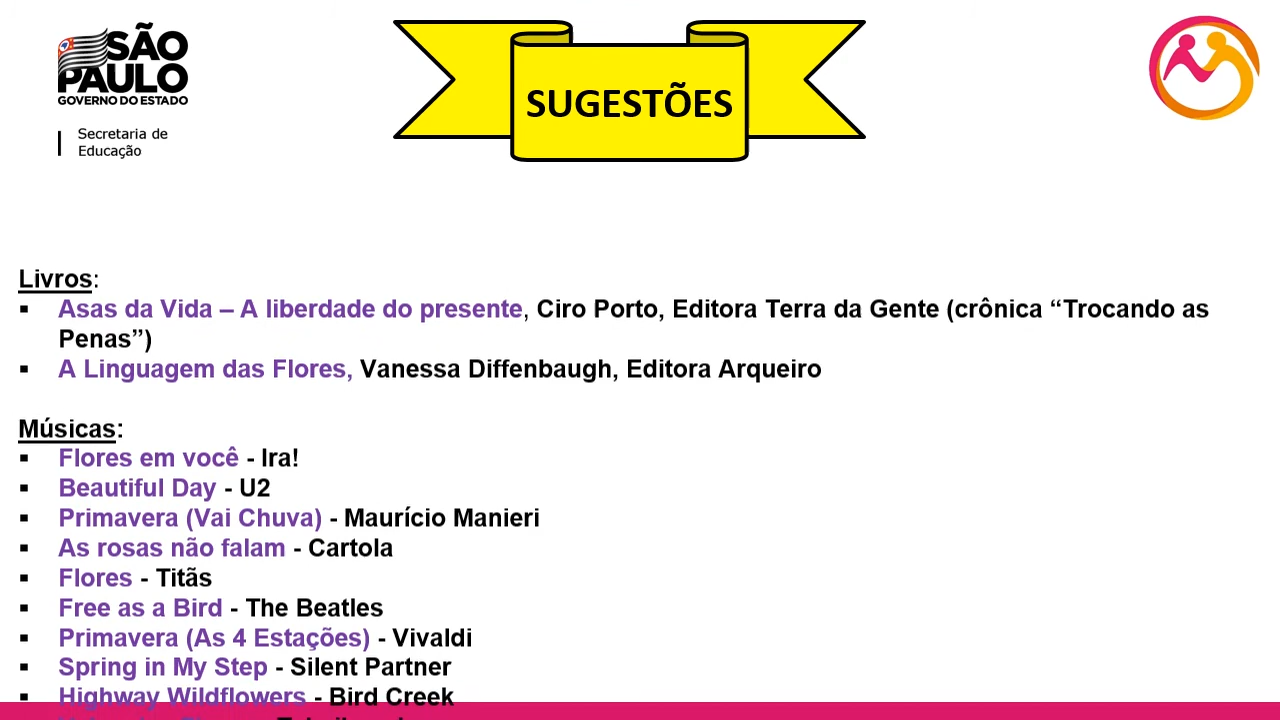 SÃO
PAULO
GOVERNO DO ESTADO
Secretaria de
Educação
SUGESTÕES
Livros:
▪ Asas da Vida – A liberdade do presente, Ciro Porto, Editora Terra da Gente (crônica “Trocando as
Penas”)
▪ A Linguagem das Flores, Vanessa Diffenbaugh, Editora Arqueiro
Músicas:
▪ Flores em você - Ira!
▪ Beautiful Day - U2
▪ Primavera (Vai Chuva) - Maurício Manieri
▪ As rosas não falam - Cartola
▪ Flores - Titãs
▪ Free as a Bird - The Beatles
▪ Primavera (As 4 Estações) - Vivaldi
▪ Spring in My Step - Silent Partner
▪ Highway Wildflowers - Bird Creek